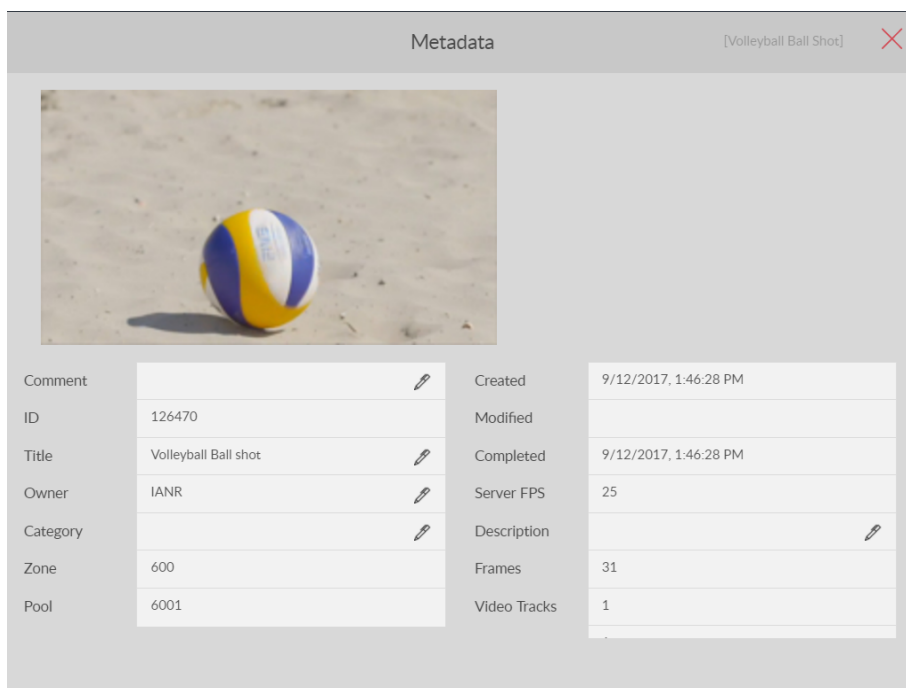 Metadata
[Volleyball Ball Shot]
Comment
ID 126470
Title Volleyball Ball shot
Owner IANR
Category
Zone 600
Pool 6001
Created 9/12/2017, 1:46:28 PM
Modified
Completed 9/12/2017, 1:46:28 PM
Server FPS 25
Description
Frames 31
Video Tracks 1